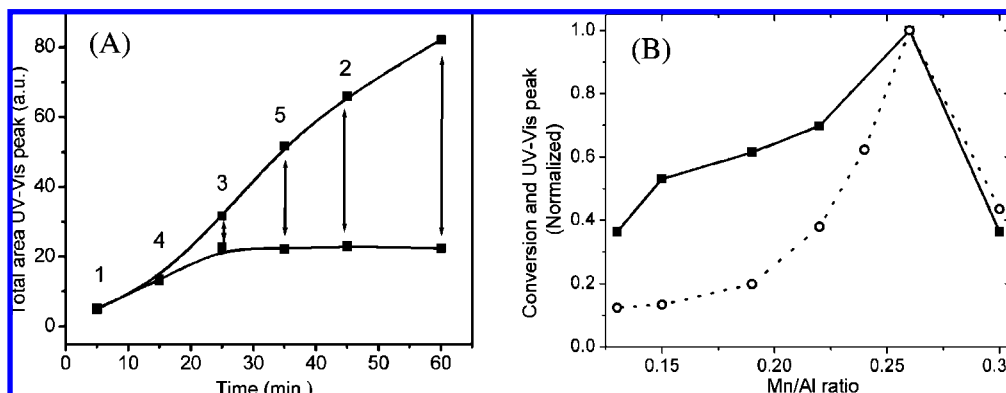 (A)
Total area UV-Vis peak (a.u.)
80
60
40
20
0
1
4
3
5
2
0 10 20 30 40 50 60
Time (min.)
(B)
Conversion and UV-Vis peak
(Normalized)
1.0
0.8
0.6
0.4
0.2
0.0
0.15 0.20 0.25 0.3
Mn/Al ratio